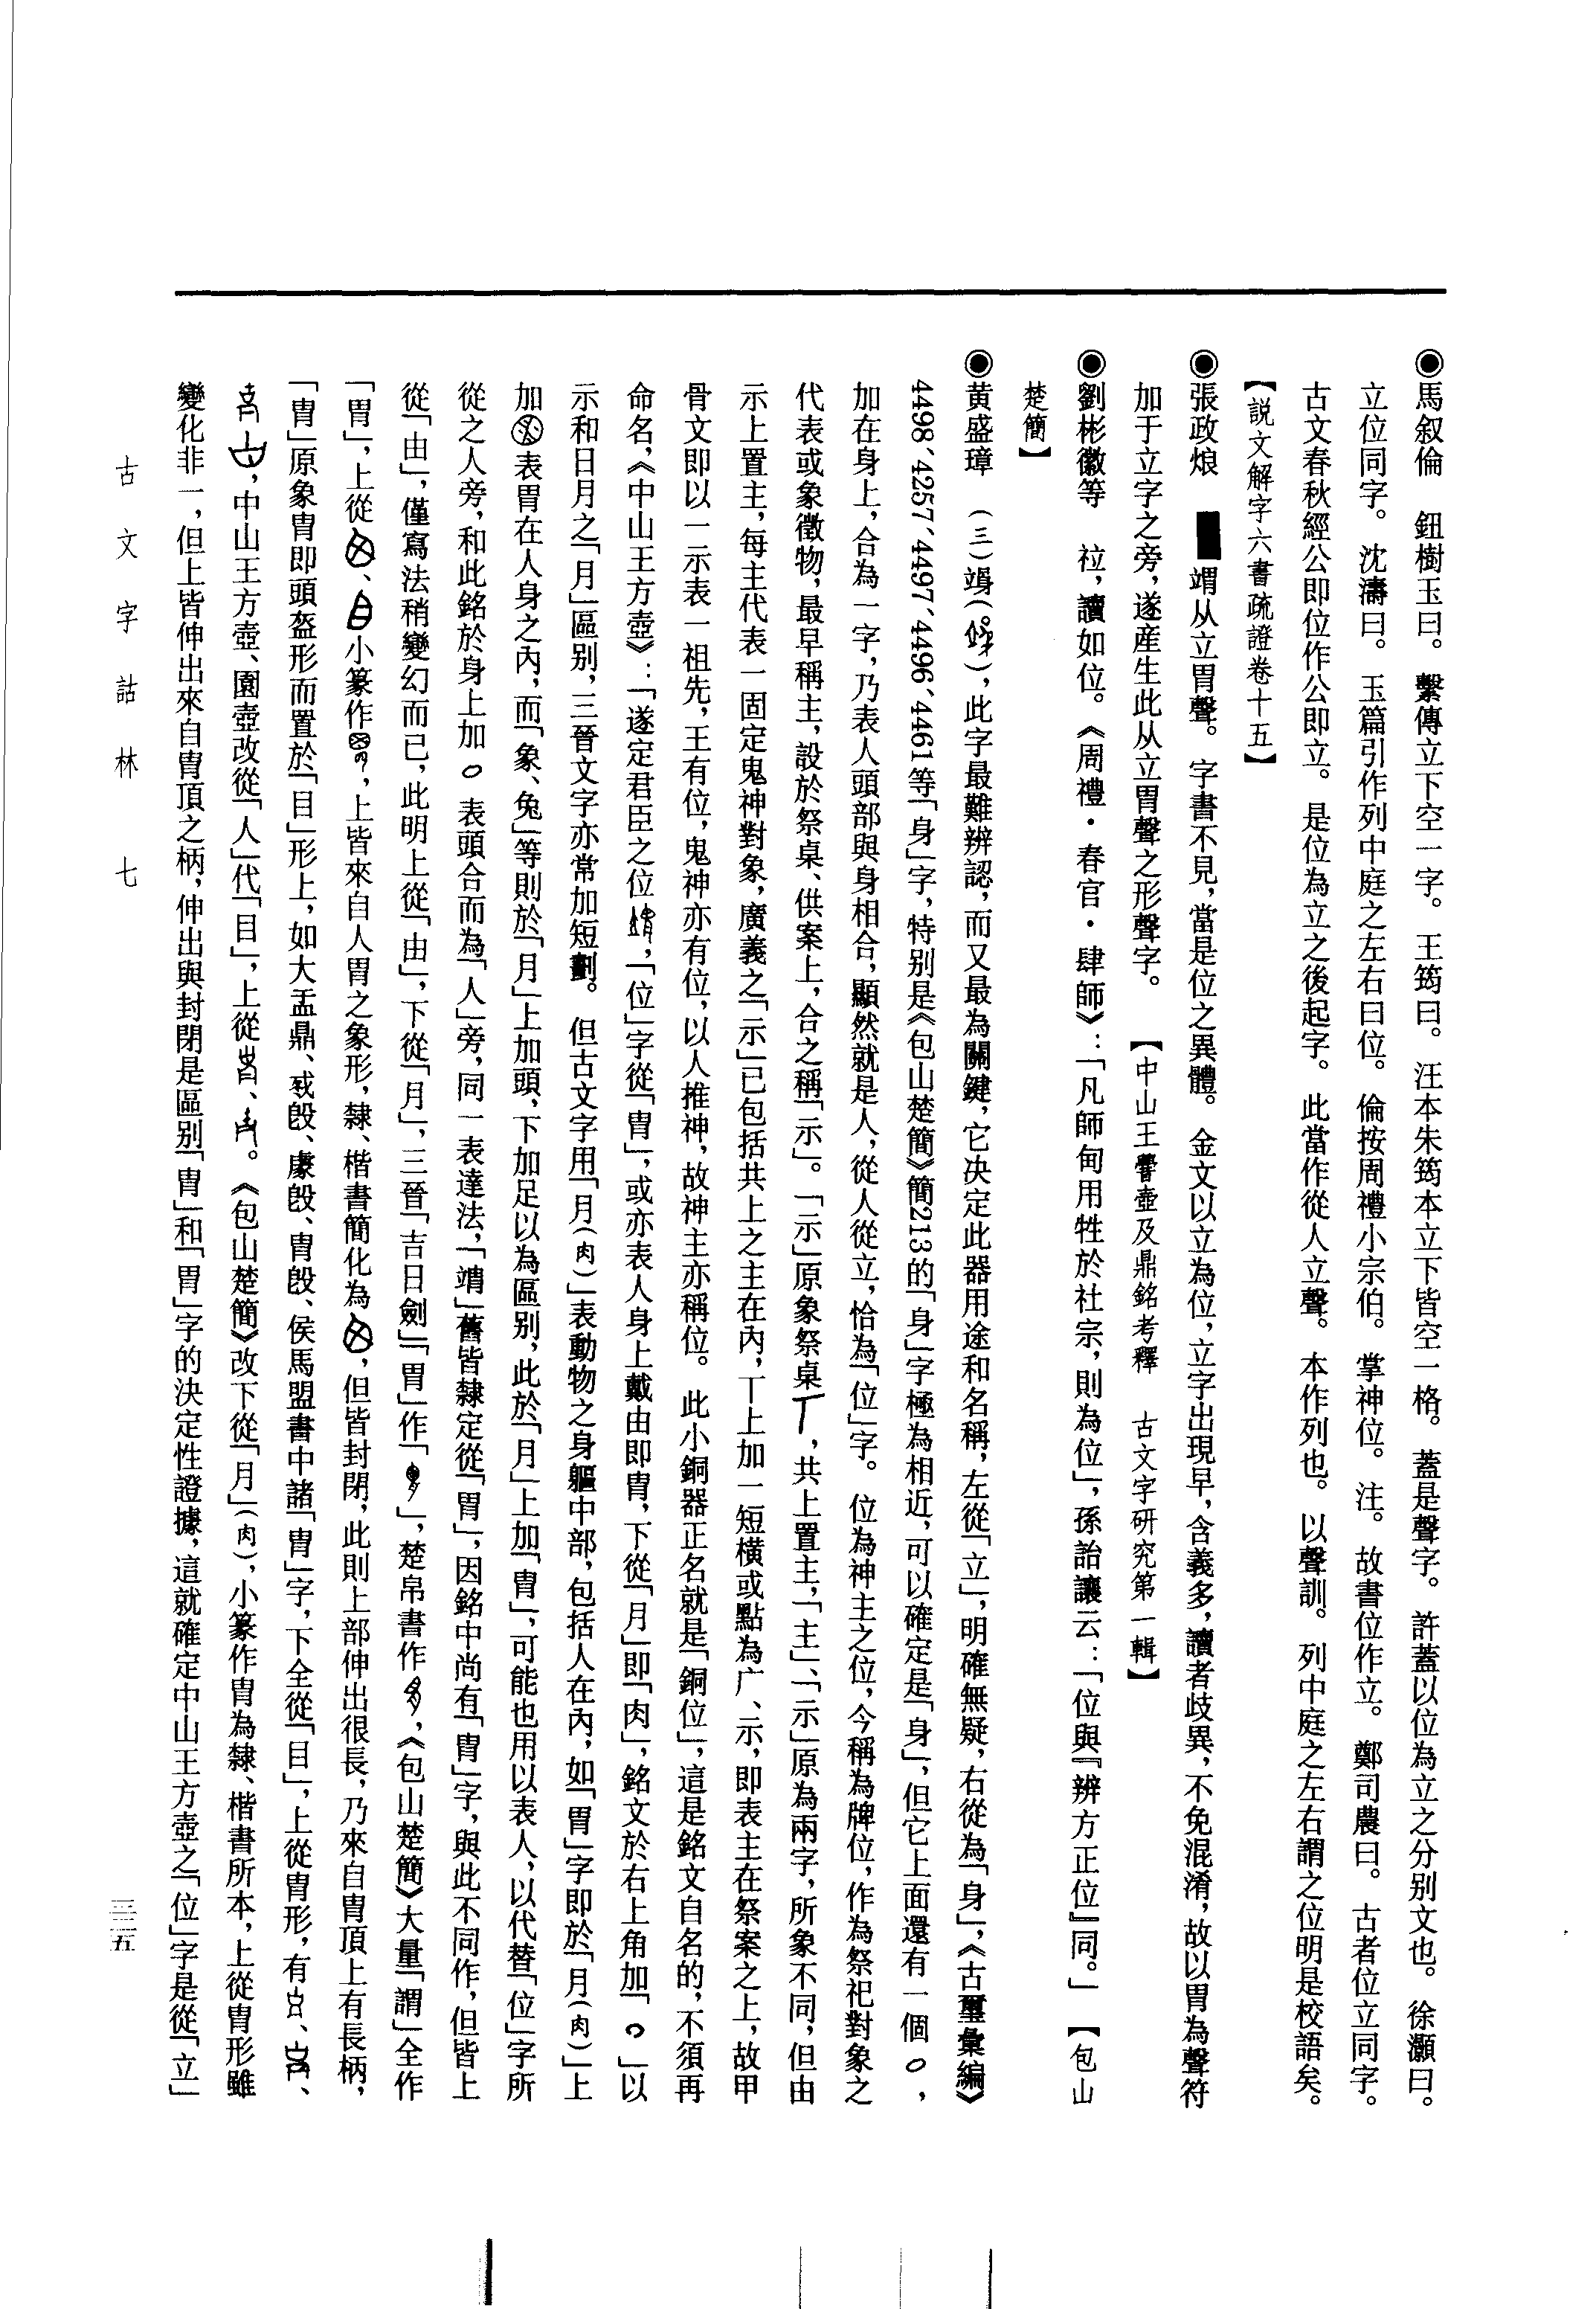 ◉馬叙倫　鈕樹玉曰。繫傳立下空一字。王筠曰。汪本朱筠本立下皆空一格。蓋是聲字。許蓋以位為立之分別文也。徐灝曰。
立位同字。沈濤曰。玉篇引作列中庭之左右曰位。倫按周禮小宗伯。掌神位。注。故書位作立。鄭司農曰。古者位立同字。
古文春秋經公即位作公即立。是位為立之後起字。此當作從人立聲。本作列也。以聲訓。列中庭之左右謂之位明是校語矣。
【説文解字六書疏證卷十五】
◉張政烺　䇐从立胃聲。字書不見，當是位之異體。金文以立為位，立字出現早，含義多，讀者歧異，不免混淆，故以胃為聲符
加于立字之旁，遂産生此从立胃聲之形聲字。【中山王嚳壺及鼎銘考釋　古文字研究第一輯】
◉劉彬徽等　䇃，讀如位。《周禮·春官·肆師》：「凡師甸用牲於社宗，則為位」，孫詒讓云：「位與『辨方正位』同。」【包山
楚簡】
◉黄盛璋　（三）（），此字最難辨認，而又最為關鍵，它决定此器用途和名稱，左從「立」，明確無疑，右從為「身」，《古璽彙編》
4498、4257、4497、4496、4461等「身」字，特别是《包山楚簡》簡213的「身」字極為相近，可以確定是「身」，但它上面還有一個，
加在身上，合為一字，乃表人頭部與身相合，顯然就是人，從人從立，恰為「位」字。位為神主之位，今稱為牌位，作為祭祀對象之
代表或象徵物，最早稱主，設於祭桌、供案上，合之稱「示」。「示」原象祭桌，共上置主，「主」、「示」原為兩字，所象不同，但由
示上置主，每主代表一固定鬼神對象，廣義之「示」已包括共上之主在内，丅上加一短横或點為广、示，即表主在祭案之上，故甲
骨文即以一示表一祖先，王有位，鬼神亦有位，以人推神，故神主亦稱位。此小銅器正名就是「銅位」，這是銘文自名的，不須再
命名，《中山王方壺》：「遂定君臣之位，「位」字從「胄」，或亦表人身上戴由即胄，下從「月」即「肉」，銘文於右上角加「」以
示和日月之「月」區别，三晉文字亦常加短劃。但古文字用「月（肉）」表動物之身軀中部，包括人在内，如「胃」字即於「月（肉）」上
加表胃在人身之内，而「象、兔」等則於「月」上加頭，下加足以為區别，此於「月」上加「胄」，可能也用以表人，以代替「位」字所
從之人旁，和此銘於身上加表頭合而為「人」旁，同一表達法，「䇐」舊皆隸定從「胃」，因銘中尚有「胄」字，與此不同作，但皆上
從「由」，僅寫法稍變幻而已，此明上從「由」，下從「月」，三晉「吉日劍」「胃」作「」，楚帛書作，《包山楚簡》大量「謂」全作
「胃」，上從、小篆作，上皆來自人胃之象形，隸、楷書簡化為，但皆封閉，此則上部伸出很長，乃來自胄頂上有長柄，
「胄」原象胄即頭盔形而置於「目」形上，如大盂鼎、㦰𣪘、𢊁𣪘、胄𣪘、侯馬盟書中諸「胄」字，下全從「目」，上從胄形，有、、
，中山王方壺、圓壺改從「人」代「目」，上從、。《包山楚簡》改下從「月」（肉），小篆作胄為隸、楷書所本，上從胄形雖
變化非一，但上皆伸出來自胄頂之柄，伸出與封閉是區别「胄」和「胃」字的決定性證據，這就確定中山王方壺之「位」字是從「立」
古文字詁林　七
三三五